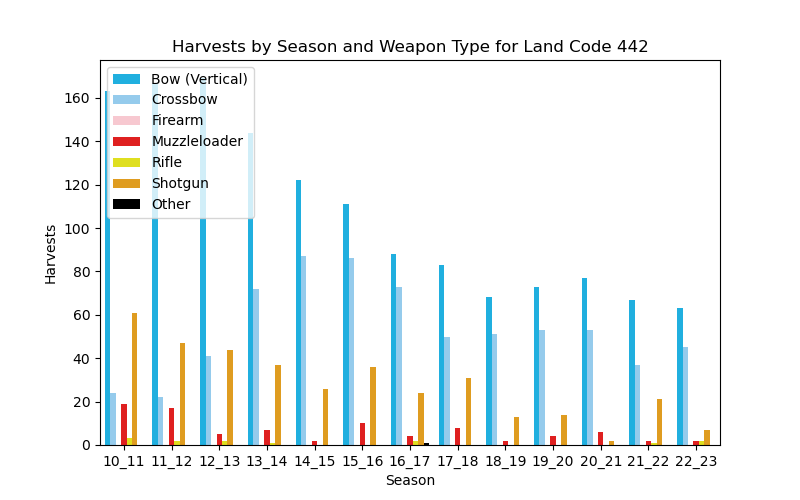 Harvests by Season and Weapon Type for Land Code 442
Bow (Vertical)
Crossbow
Firearm
Muzzleloader
Rifle
Shotgun
Other
Harvests
160
140
120
100
80
60
40
20
0
10_11 11_12 12_13 13_14 14_15 15_16 16_17 17_18 18_19 19_20 20_21 21_22 22_23
Season